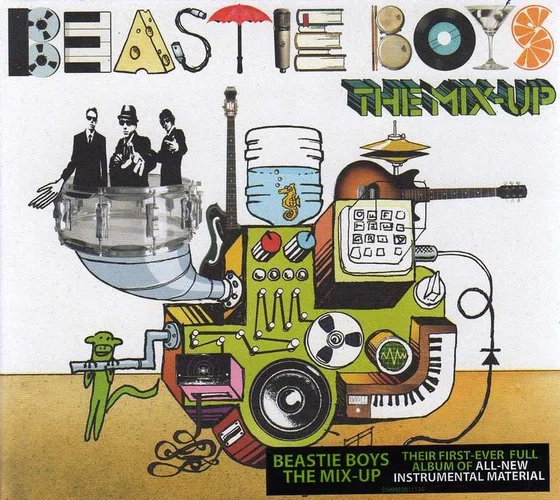 BEASTIE BOYS
THE MIX-UP
BEASTIE BOYS
THE MIX-UP
THEIR FIRST-EVER FULL
ALBUM OF ALL-NEW
INSTRUMENTAL MATERIAL